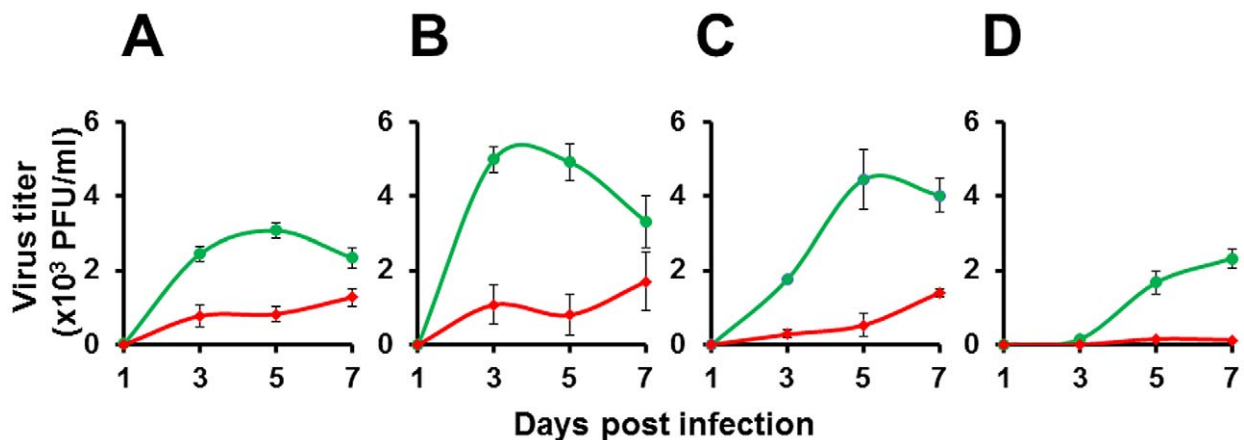 A B C D
Virus titer
(x10³ PFU/ml)
6 6 6 6
4 4 4 4
2 2 2 2
0 0 0 0
1 3 5 7 1 3 5 7 1 3 5 7 1 3 5 7
Days post infection